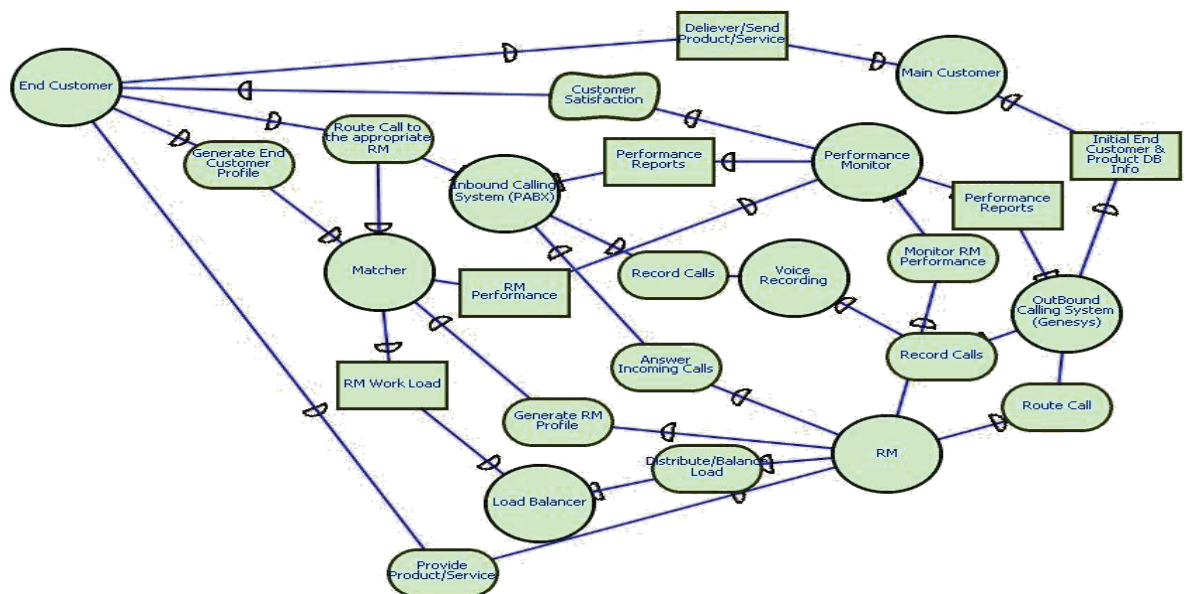 Deliever/Send
Product/Service
Main Customer
End Customer
Customer
Satisfaction
Route Call to
the appropriate
RM
Generate End
Customer
Profile
Performance
Reports
Performance
Monitor
Initial End
Customer &
Product DB
Info
Inbound Calling
System (PABX)
Performance
Reports
Matcher
RM
Performance
Record Calls
Voice
Recording
Monitor RM
Performance
OutBound
Calling System
(Genesys)
RM Work Load
Answer
Incoming Calls
Record Calls
Generate RM
Profile
Route Call
Distribute/Balance
Load
RM
Load Balancer
Provide
Product/Service